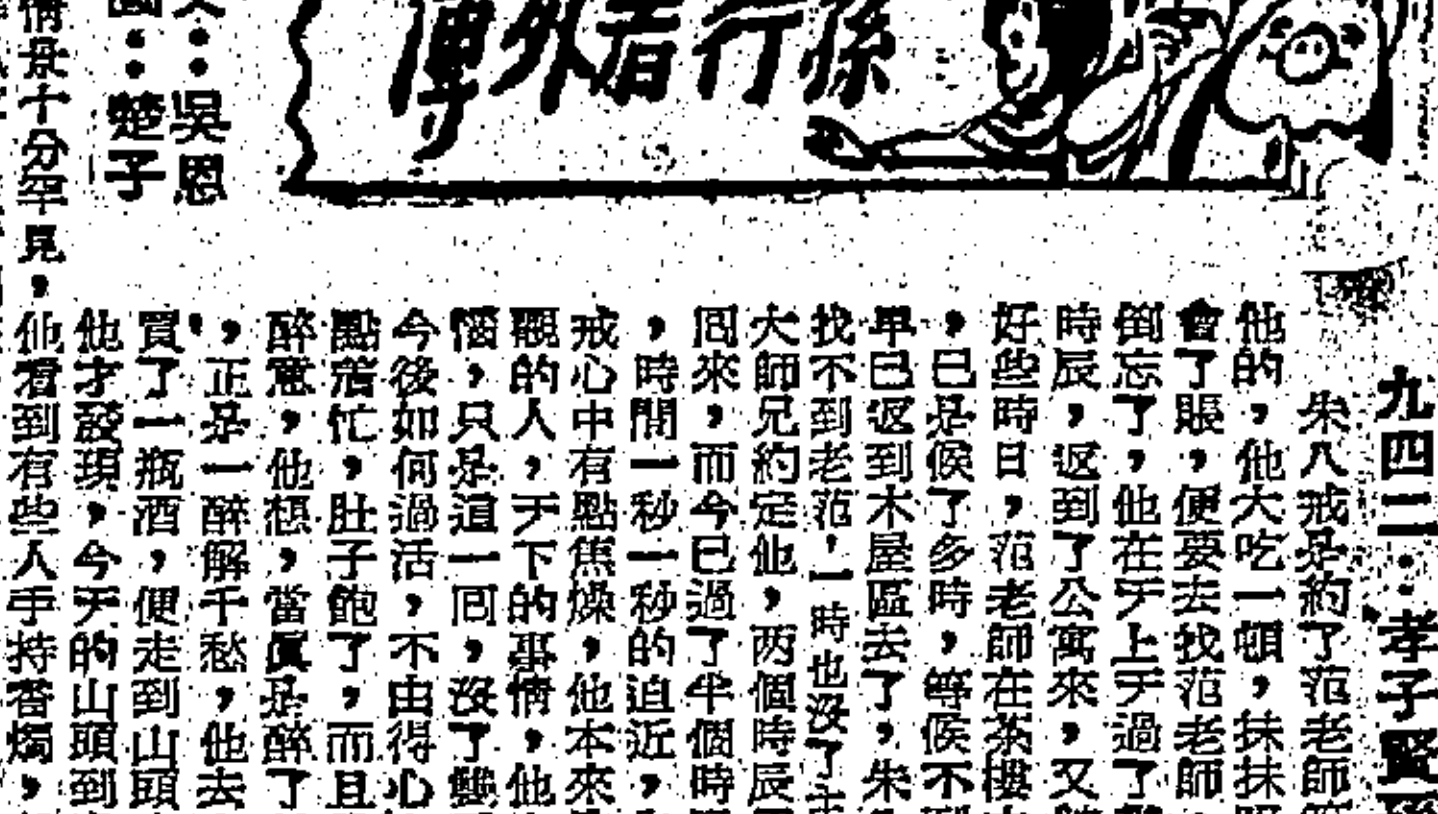 孫行者外傳
九四二：孝子賢
朱八戒是約了范老師
他的，他大吃一頓，抹抹
會了賬，便要去找范老師
倒忘了，他在天上天過了
時辰，返到了公寓來，又
好些時日，范老師在茶樓
，已是候了多時，等候不
早已返到木屋區去了，朱
找不到老范，一時也沒了
大師兄約定他，两個時辰
回來，而今已過了半個時
，時間一秒一秒的迫近，
戒心中有點焦燥，他本來
觀的人，天下的事情，他
惱，只是這一回，沒了雙
今後如何過活，不由得心
點着忙，肚子飽了，而且
醉意，他想，當眞是醉了
，正是一醉解千愁，他去
買了一瓶酒，便走到山頭
他才發現，今天的山頭到
情景十分罕見，他看到有些人手持香燭，
文：吳恩
圖：楚子